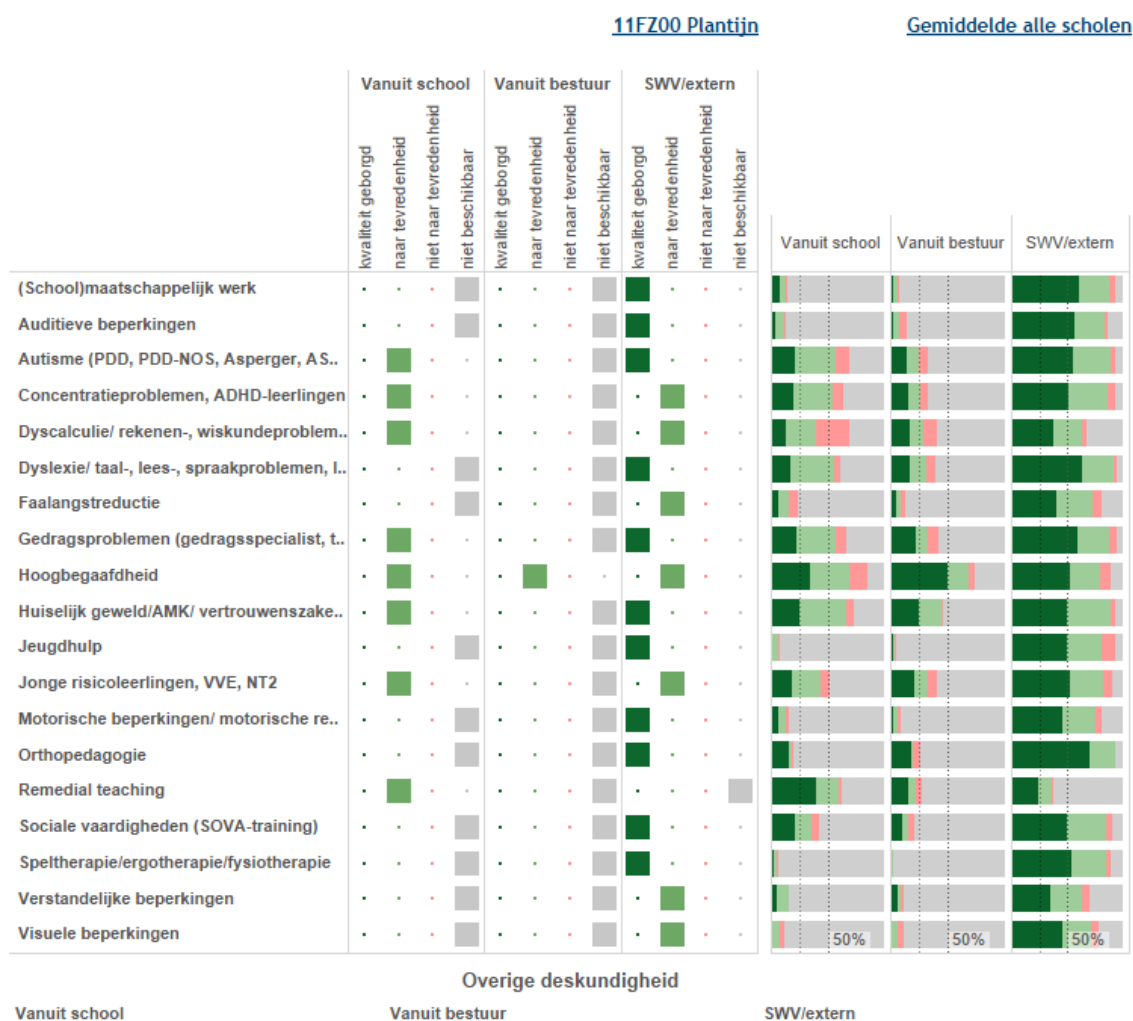 11FZ00 Plantijn
Gemiddelde alle scholen
Vanuit school
Vanuit bestuur
SWV/extern
kwaliteit geborgd
naar tevredenheid
niet naar tevredenheid
niet beschikbaar
kwaliteit geborgd
naar tevredenheid
niet naar tevredenheid
niet beschikbaar
kwaliteit geborgd
naar tevredenheid
niet naar tevredenheid
niet beschikbaar
Vanuit school
Vanuit bestuur
SWV/extern
(School)maatschappelijk werk
Auditieve beperkingen
Autisme (PDD, PDD-NOS, Asperger, AS..
Concentratieproblemen, ADHD-leerlingen
Dyscalculie/ rekenen-, wiskundeproblem..
Dyslexie/ taal-, lees-, spraakproblemen, l..
Faalangstreductie
Gedragsproblemen (gedragsspecialist, t..
Hoogbegaafdheid
Huiselijk geweld/AMK/ vertrouwenszake..
Jeugdhulp
Jonge risicoleerlingen, VVE, NT2
Motorische beperkingen/ motorische re..
Orthopedagogie
Remedial teaching
Sociale vaardigheden (SOVA-training)
Speltherapie/ergotherapie/fysiotherapie
Verstandelijke beperkingen
Visuele beperkingen
50%
50%
50%
Overige deskundigheid
Vanuit school
Vanuit bestuur
SWV/extern